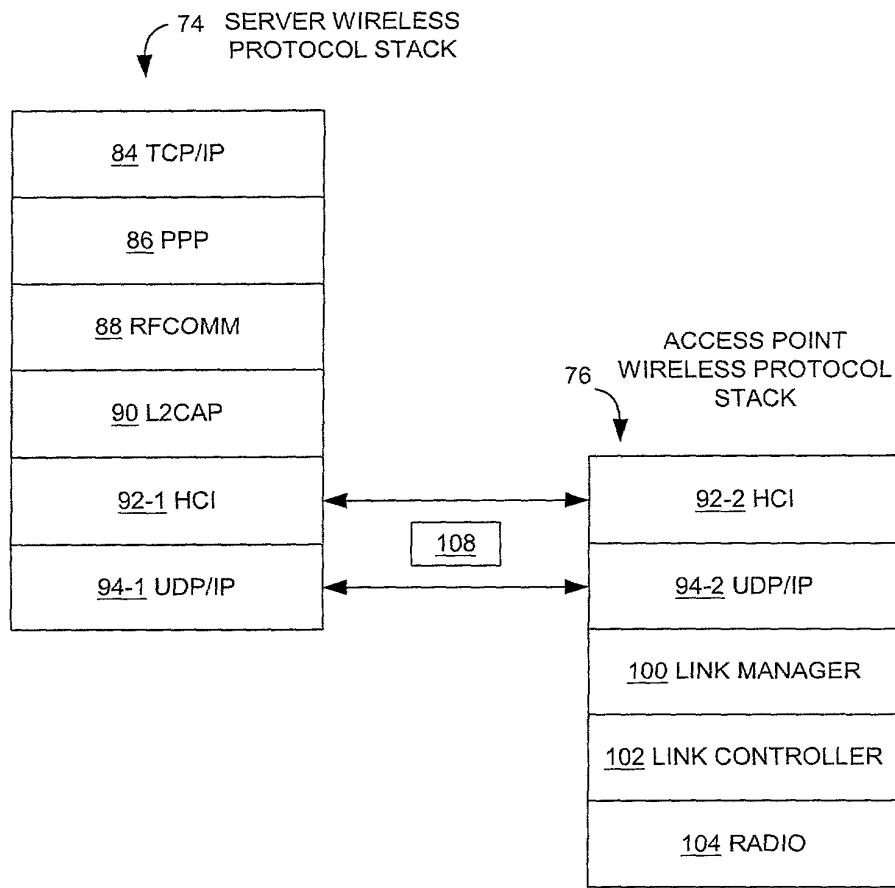 74 SERVER WIRELESS
PROTOCOL STACK
84 TCP/IP
86 PPP
88 RFCOMM
90 L2CAP
92-1 HCI
94-1 UDP/IP
108
76
ACCESS POINT
WIRELESS PROTOCOL
STACK
92-2 HCI
94-2 UDP/IP
100 LINK MANAGER
102 LINK CONTROLLER
104 RADIO